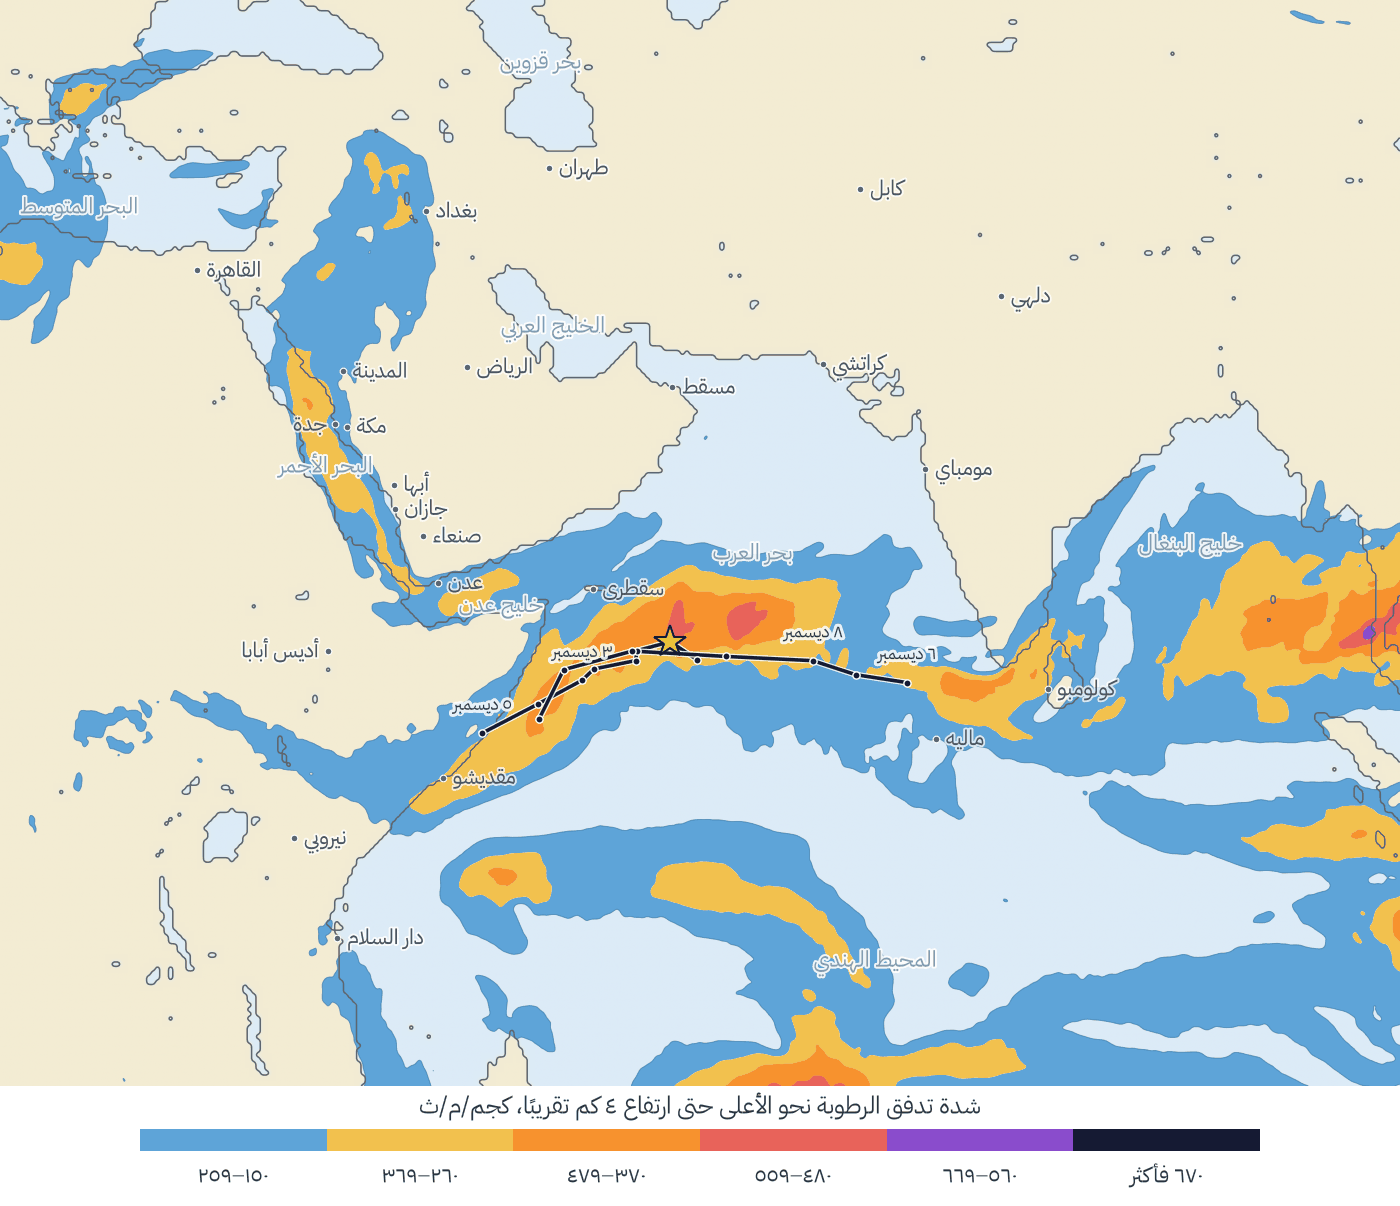 بحر قزوين
طهران
كابل
البحر المتوسط
بغداد
القاهرة
دلهي
الخليج العربي
المدينة
الرياض
كراتشي
مسقط
جدة
مكة
البحر الأحمر
مومباي
أبها
جازان
صنعاء
بحر العرب
خليج البنغال
عدن
خليج عدن
سقطرى
أديس أبابا
٣ ديسمبر
٨ ديسمبر
٦ ديسمبر
كولومبو
٥ ديسمبر
ماليه
مقديشو
نيروبي
دار السلام
المحيط الهندي
شدة تدفق الرطوبة نحو الأعلى حتى ارتفاع ٤ كم تقريبًا، كجم/م/ث
١٥٠–٢٥٩
٢٦٠–٣٦٩
٣٧٠–٤٧٩
٤٨٠–٥٥٩
٥٦٠–٦٦٩
٦٧٠ فأكثر